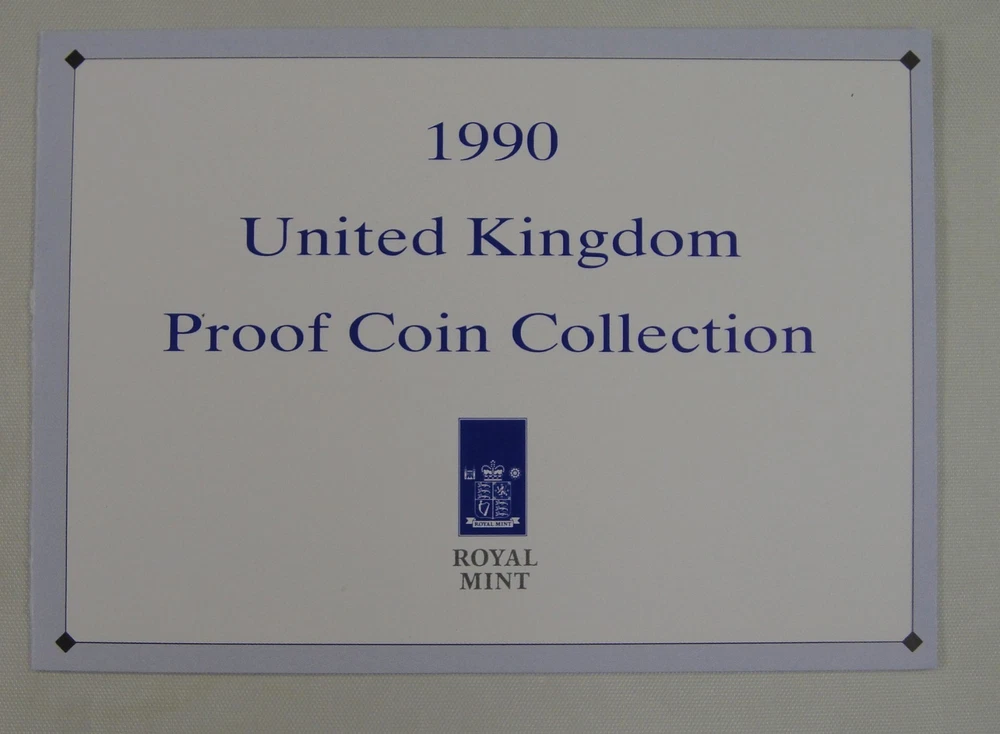 1990
United Kingdom
Proof Coin Collection
ROYAL MINT
ROYAL
MINT